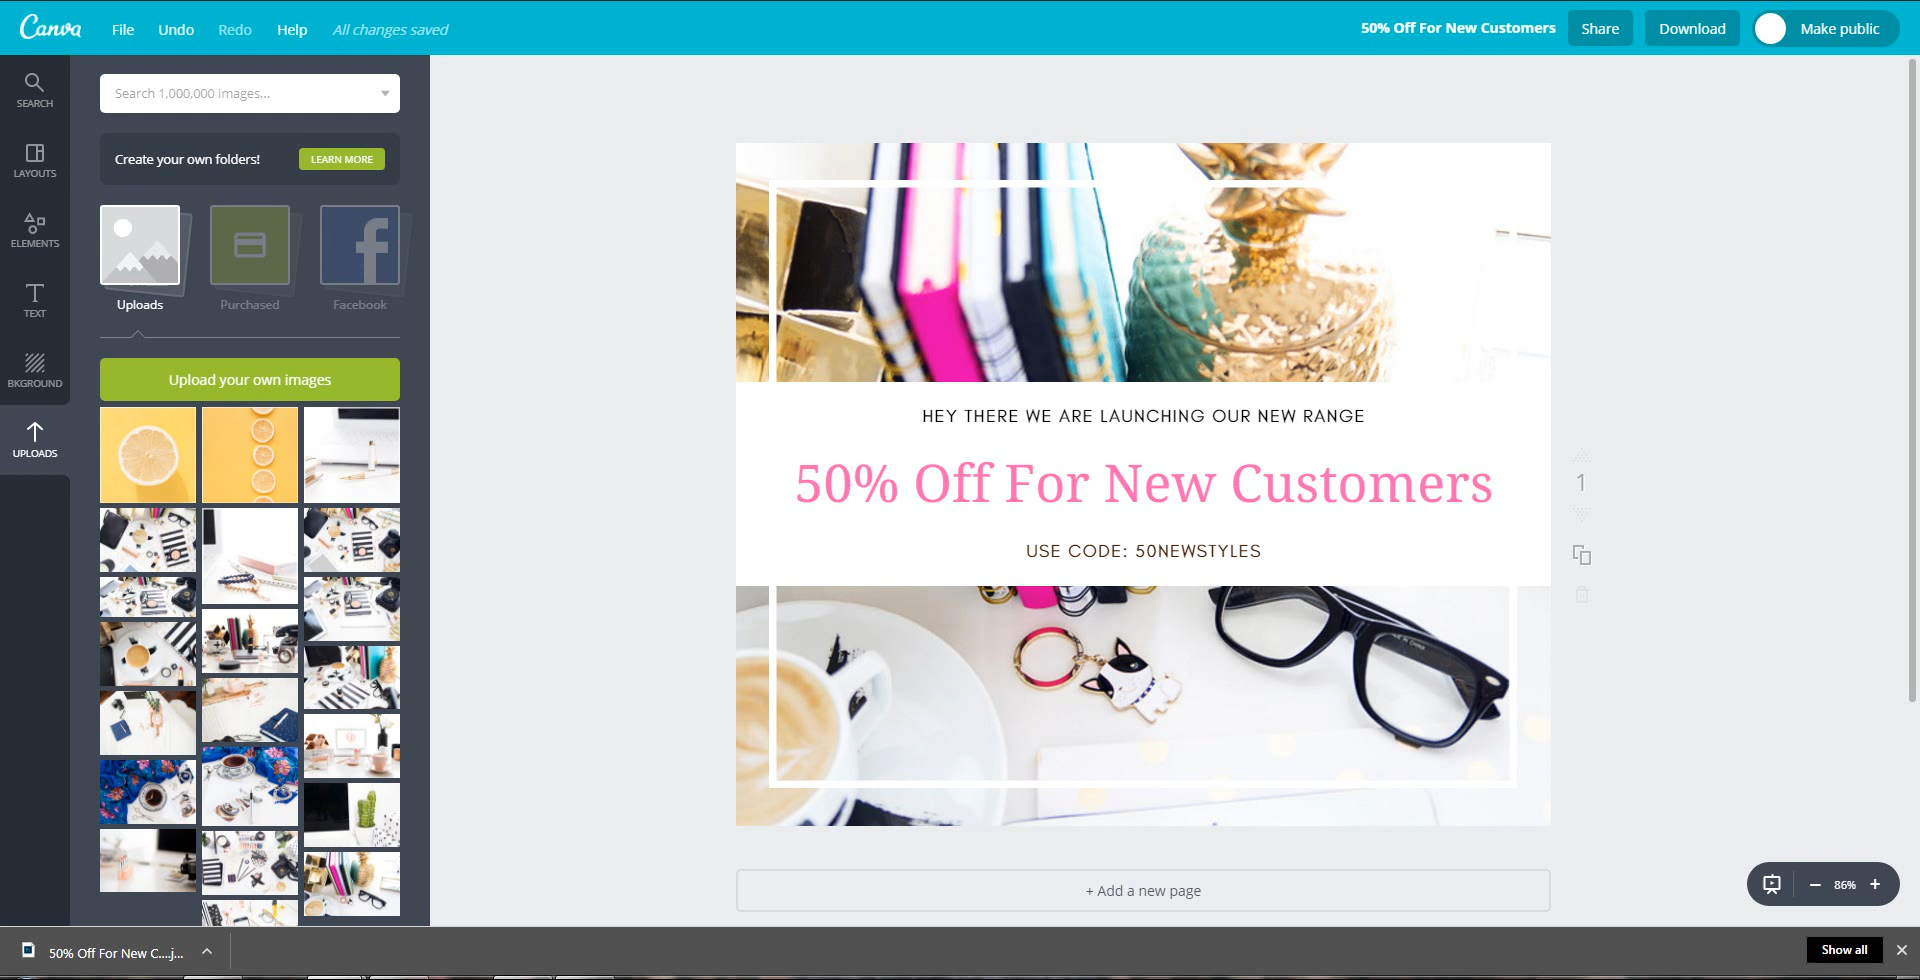 Canva
File
Undo
Redo
Help
All changes saved
50% Off For New Customers
Share
Download
Make public
SEARCH
LAYOUTS
ELEMENTS
TEXT
BKGROUND
UPLOADS
Search 1,000,000 images...
Create your own folders!
LEARN MORE
Uploads
Purchased
Facebook
Upload your own images
HEY THERE WE ARE LAUNCHING OUR NEW RANGE
50% Off For New Customers
USE CODE: 50NEWSTYLES
1
+ Add a new page
86%
50% Off For New C....j...
Show all